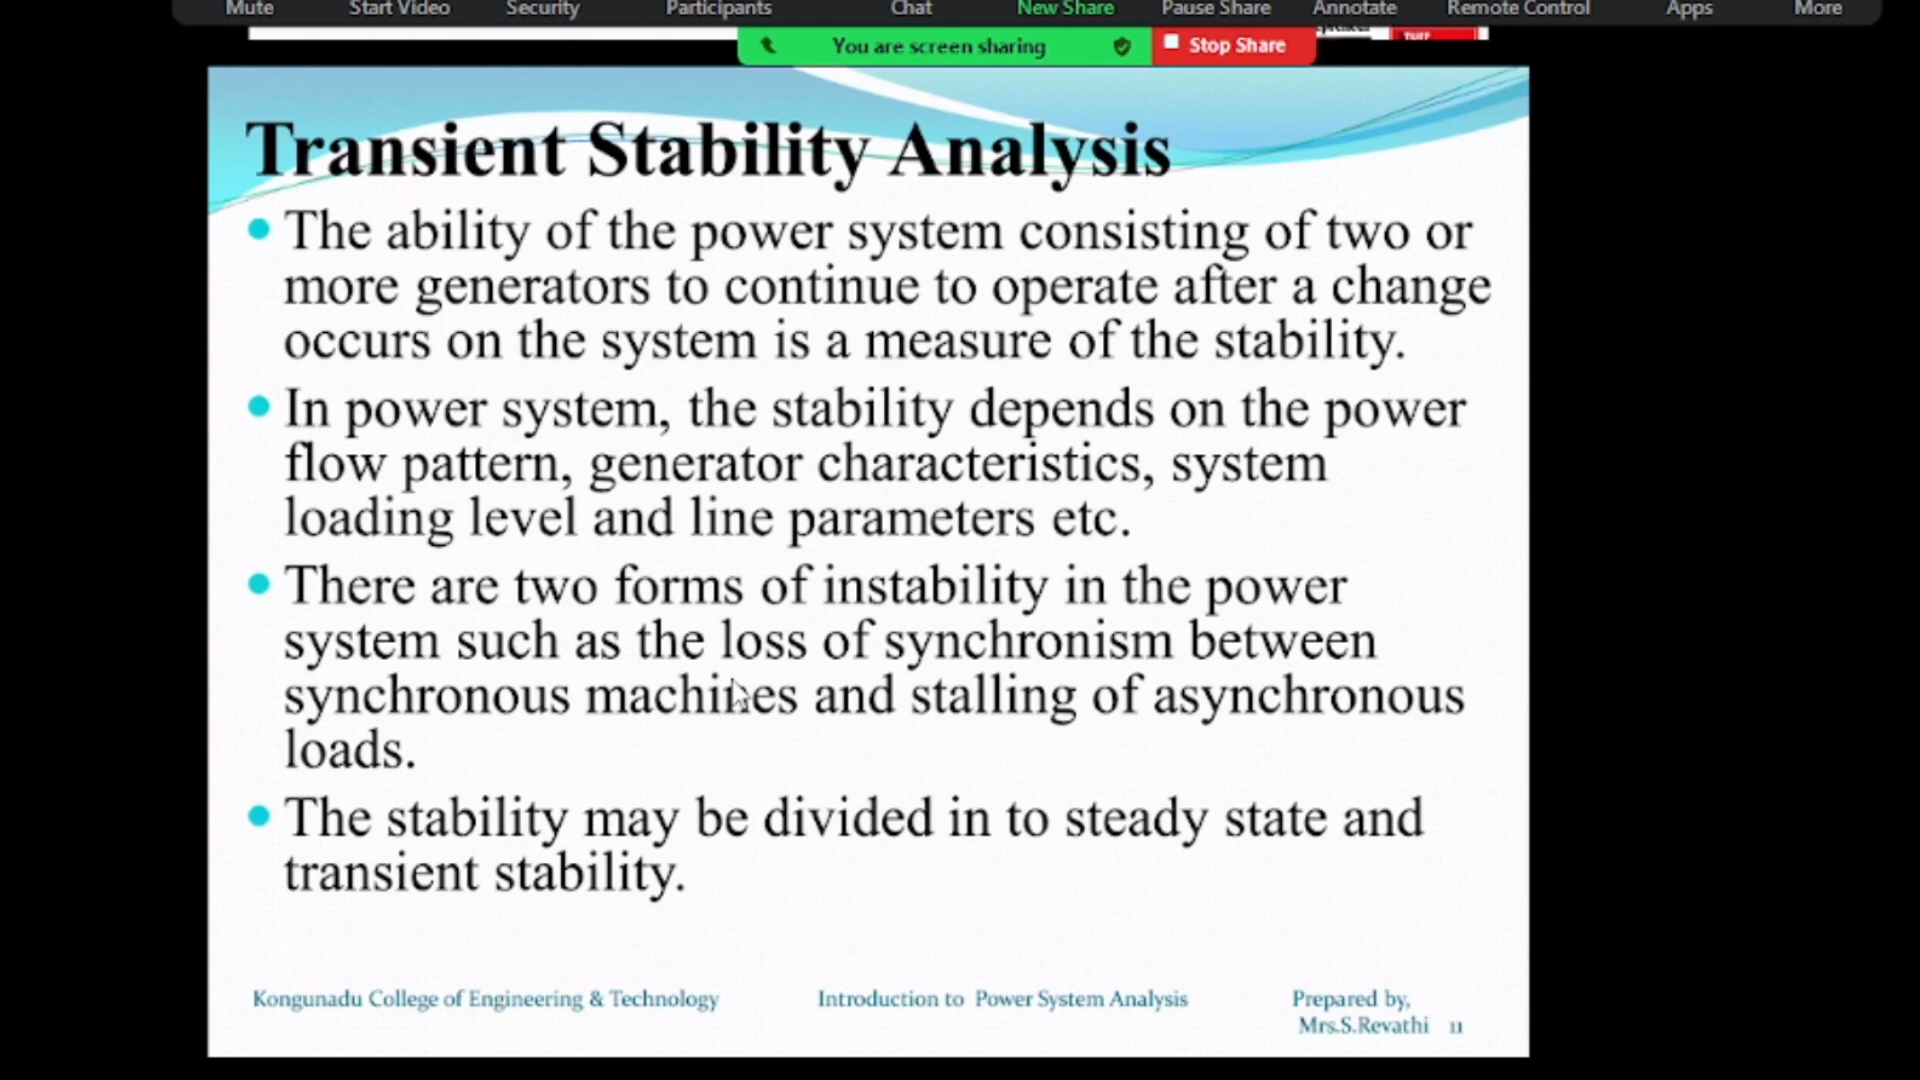 Mute Start Video Security Participants Chat New Share Pause Share Annotate Remote Control Apps More
You are screen sharing Stop Share
TUFF
Transient Stability Analysis
The ability of the power system consisting of two or
more generators to continue to operate after a change
occurs on the system is a measure of the stability.
In power system, the stability depends on the power
flow pattern, generator characteristics, system
loading level and line parameters etc.
There are two forms of instability in the power
system such as the loss of synchronism between
synchronous machines and stalling of asynchronous
loads.
The stability may be divided in to steady state and
transient stability.
Kongunadu College of Engineering & Technology Introduction to Power System Analysis Prepared by,
Mrs.S.Revathi 11